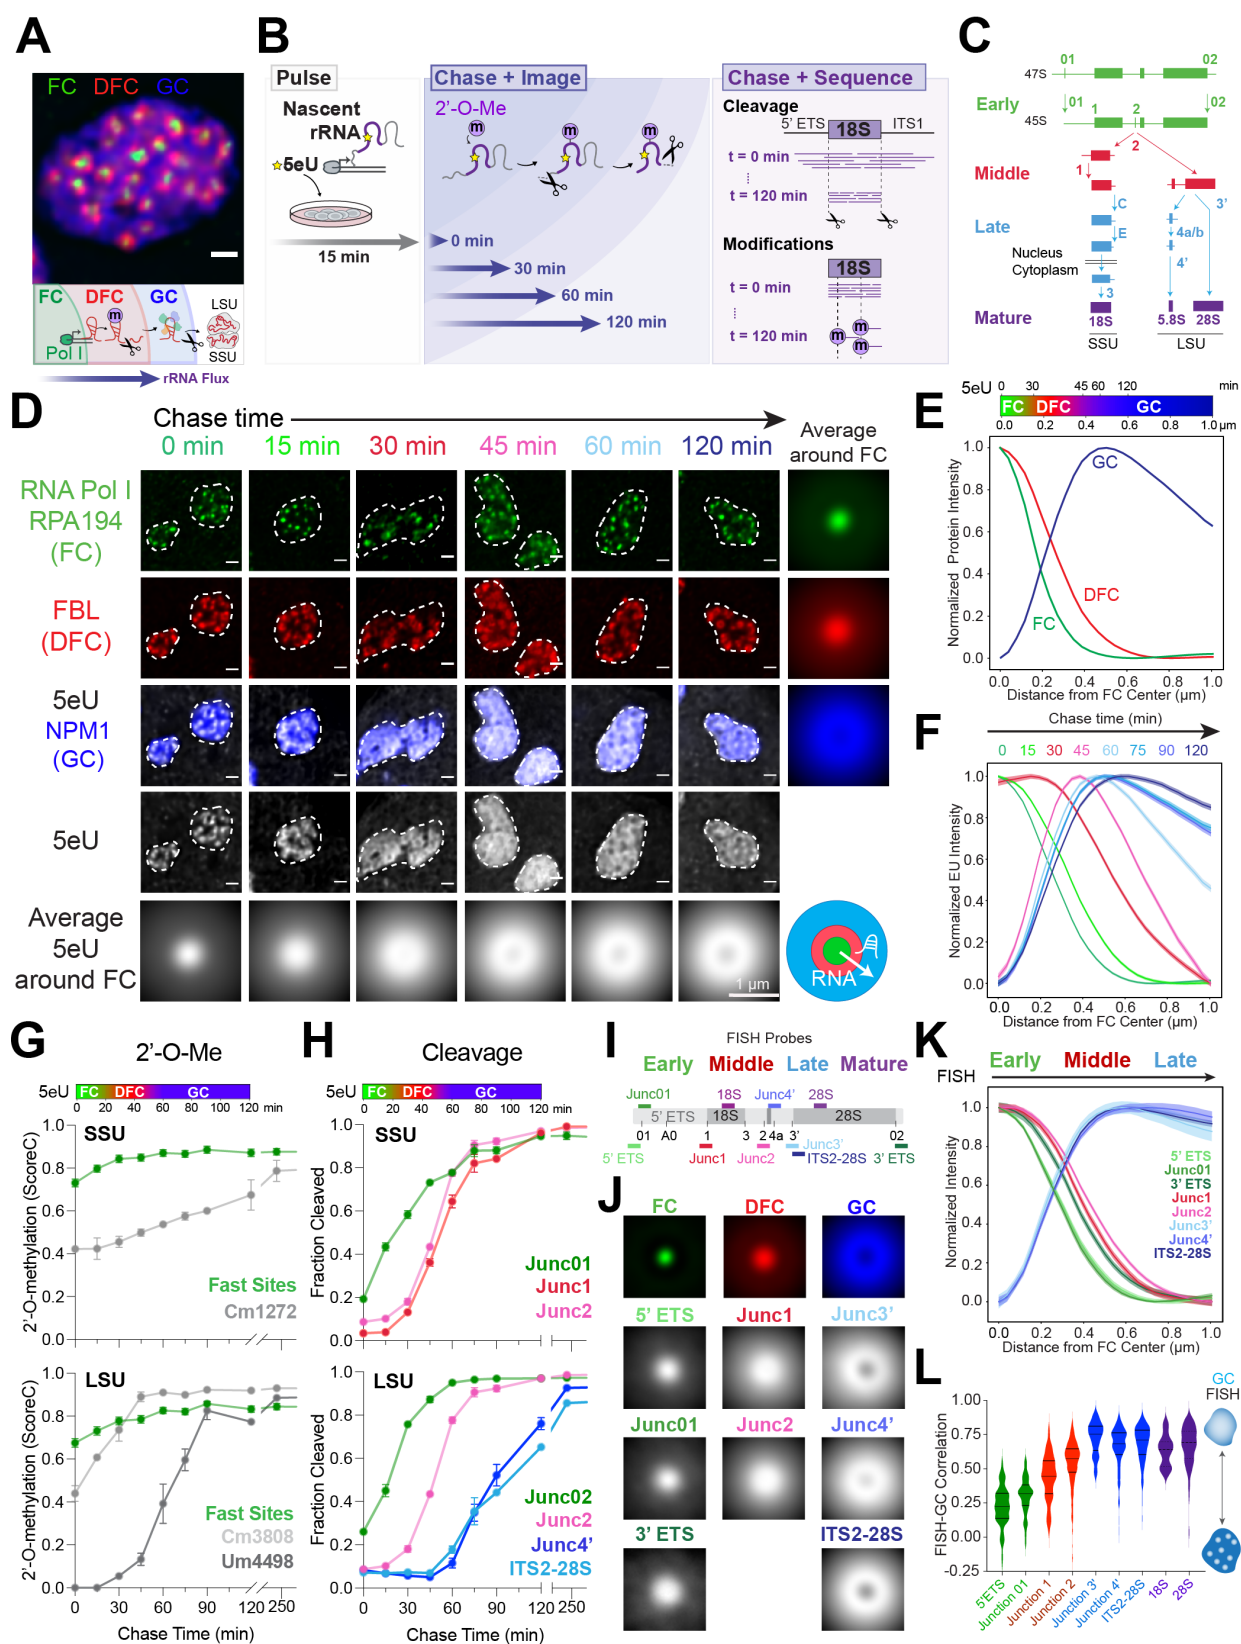 A
FC DFC GC
FC
DFC
GC
m
LSU
SSU
Pol I
rRNA Flux
B
Pulse
Nascent
rRNA
5eU
15 min
Chase + Image
2'-O-Me
m
m
m
0 min
30 min
60 min
120 min
Chase + Sequence
Cleavage
5' ETS 18S ITS1
t = 0 min
t = 120 min
Modifications
18S
t = 0 min
t = 120 min
m
m
m
C
01 02
47S
Early
01 1 2 02
45S
2
Middle
1
C 3'
Late
E 4a/b
Nucleus
Cytoplasm
4'
3
Mature
18S 5.8S 28S
SSU LSU
D
Chase time
0 min 15 min 30 min 45 min 60 min 120 min
Average
around FC
RNA Pol I
RPA194
(FC)
FBL
(DFC)
5eU
NPM1
(GC)
5eU
Average
5eU
around FC
1 µm
RNA
E
5eU 0 30 45 60 120 min
FC DFC GC
0.0 0.2 0.4 0.6 0.8 1.0 µm
Normalized Protein Intensity
1.0
0.8
0.6
0.4
0.2
0.0
GC
DFC
FC
0.0 0.2 0.4 0.6 0.8 1.0
Distance from FC Center (µm)
F
Chase time (min)
0 15 30 45 60 75 90 120
Normalized EU Intensity
1.0
0.8
0.6
0.4
0.2
0.0
0.0 0.2 0.4 0.6 0.8 1.0
Distance from FC Center (µm)
G
2'-O-Me
5eU FC DFC GC
0 20 40 60 80 100 120 min
SSU
2'-O-methylation (ScoreC)
1.0
0.8
0.6
0.4
0.2
0.0
Fast Sites
Cm1272
LSU
2'-O-methylation (ScoreC)
1.0
0.8
0.6
0.4
0.2
0.0
Fast Sites
Cm3808
Um4498
0 30 60 90 120 250
Chase Time (min)
H
Cleavage
5eU FC DFC GC
0 20 40 60 80 100 120 min
SSU
Fraction Cleaved
1.0
0.8
0.6
0.4
0.2
0.0
Junc01
Junc1
Junc2
LSU
Fraction Cleaved
1.0
0.8
0.6
0.4
0.2
0.0
Junc02
Junc2
Junc4'
ITS2-28S
0 30 60 90 120 250
Chase Time (min)
I
FISH Probes
Early Middle Late Mature
Junc01 18S Junc4' 28S
5' ETS 18S 28S
01 A0 1 3 2 4a 3' 02
5' ETS Junc1 Junc2 Junc3' ITS2-28S 3' ETS
J
FC DFC GC
5' ETS Junc1 Junc3'
Junc01 Junc2 Junc4'
3' ETS ITS2-28S
K
Early Middle Late
FISH
Normalized Intensity
1.0
0.8
0.6
0.4
0.2
0.0
5' ETS
Junc01
3' ETS
Junc1
Junc2
Junc3'
Junc4'
ITS2-28S
0.0 0.2 0.4 0.6 0.8 1.0
Distance from FC Center (µm)
L
FISH-GC Correlation
1.00
0.75
0.50
0.25
0.00
-0.25
GC
FISH
5'ETS
Junction 01
Junction 1
Junction 2
Junction 3'
Junction 4'
ITS2-28S
18S
28S